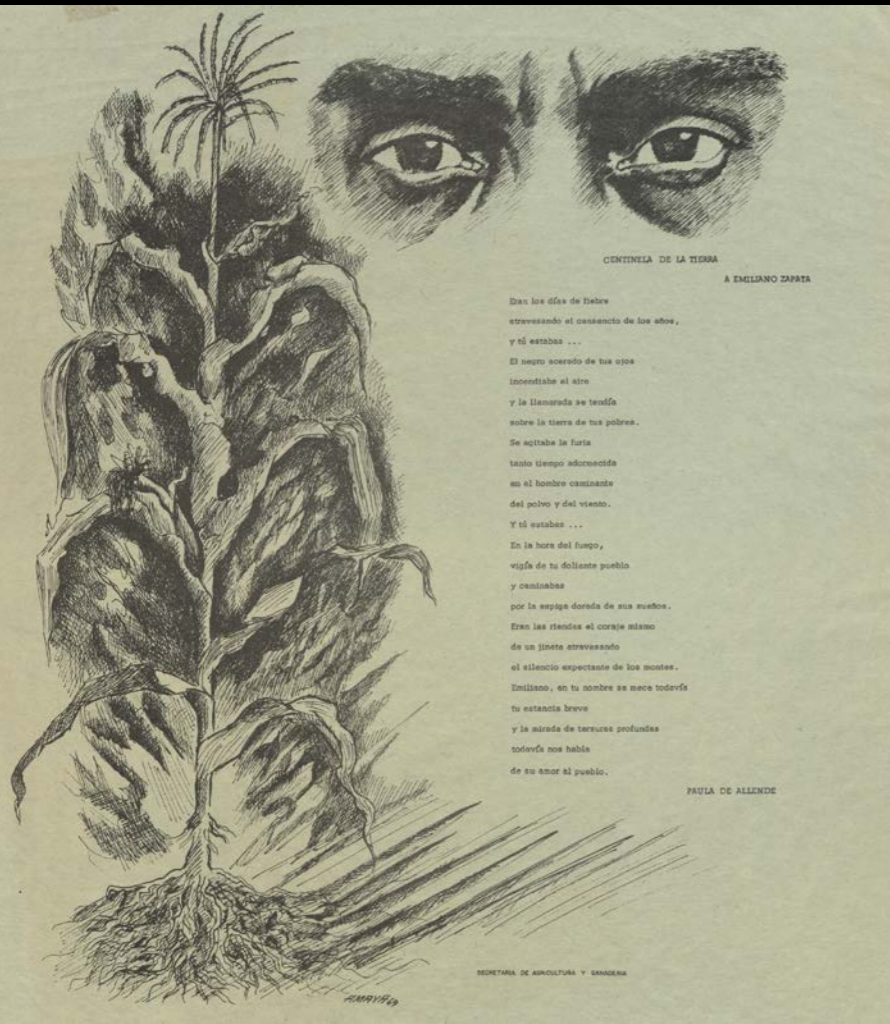 CENTINELA DE LA TIERRA
A EMILIANO ZAPATA
Eran los días de fiebre
atravesando el cansancio de los años,
y tú estabas ...
El negro acerado de tus ojos
incendiaba el aire
y la llamarada se tendía
sobre la tierra de tus pobres.
Se agitaba la furia
tanto tiempo adormecida
en el hombre caminante
del polvo y del viento.
Y tú estabas ...
En la hora del fuego,
vigía de tu doliente pueblo
y caminabas
por la espiga dorada de sus sueños.
Eran las riendas el coraje mismo
de un jinete atravesando
el silencio expectante de los montes.
Emiliano, en tu nombre se mece todavía
tu estancia breve
y la mirada de ternuras profundas
todavía nos habla
de su amor al pueblo.
PAULA DE ALLENDE
SECRETARIA DE AGRICULTURA Y GANADERIA
AMAYA 69